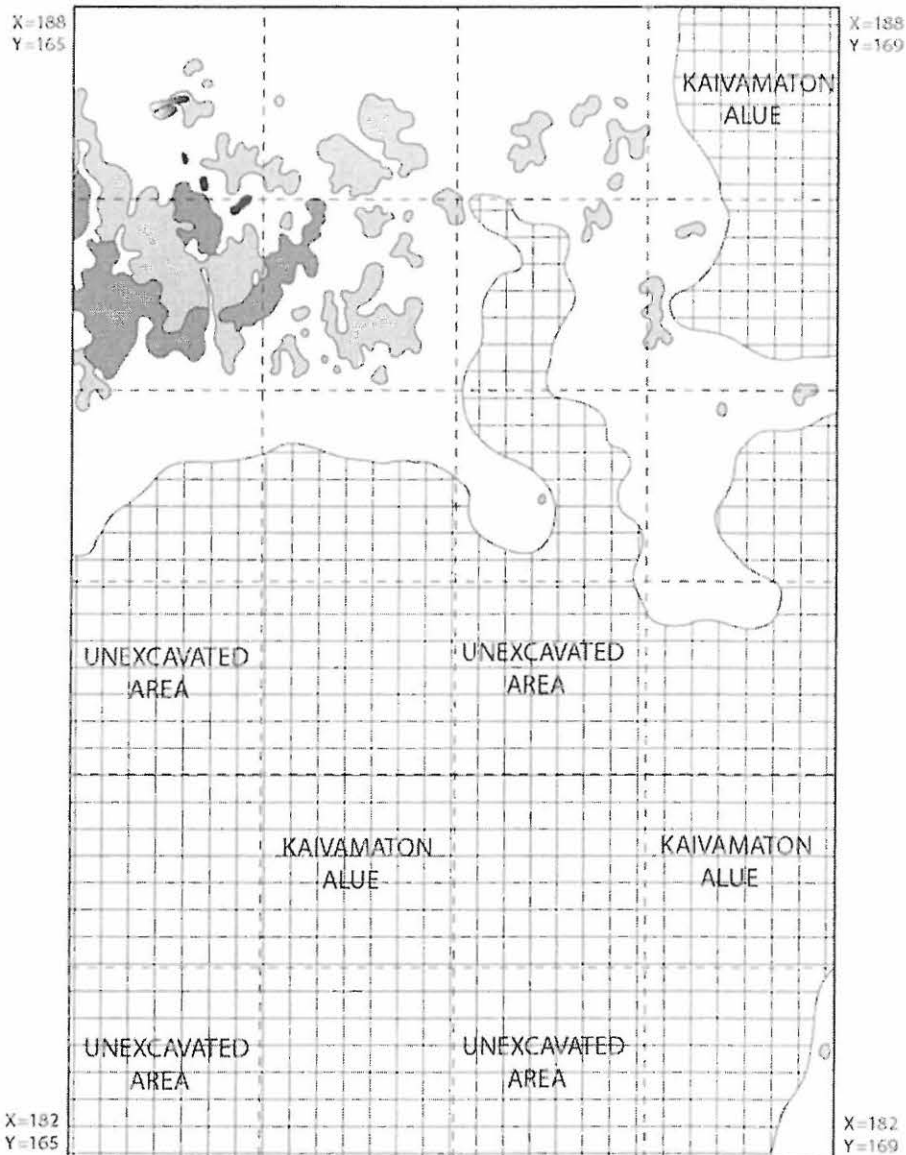 X=188
Y=165
X=188
Y=169
KAIVAMATON
ALUE
UNEXCAVATED
AREA
UNEXCAVATED
AREA
KAIVAMATON
ALUE
KAIVAMATON
ALUE
UNEXCAVATED
AREA
UNEXCAVATED
AREA
X=182
Y=165
X=182
Y=169